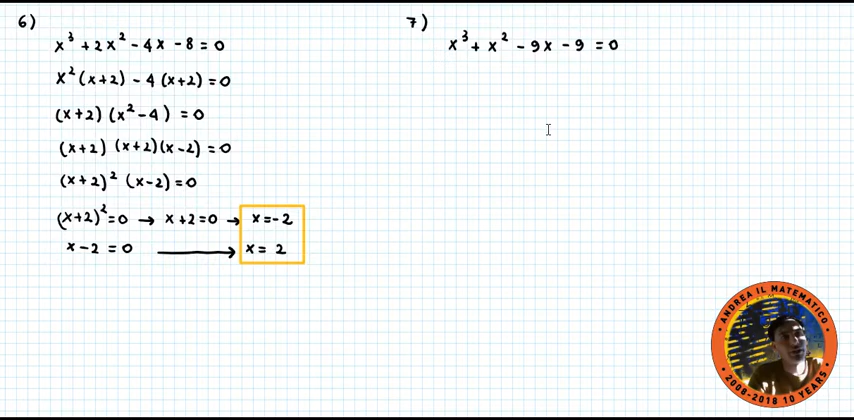 6)
x³ + 2x² - 4x - 8 = 0
x² (x+2) - 4 (x+2) = 0
(x+2) (x² - 4) = 0
(x+2) (x+2)(x-2) = 0
(x+2)² (x-2) = 0
(x+2)² = 0 → x+2 = 0 → x = -2
x - 2 = 0 → x = 2
7)
x³ + x² - 9x - 9 = 0
ANDREA IL MATEMATICO
2008-2018 10 YEARS